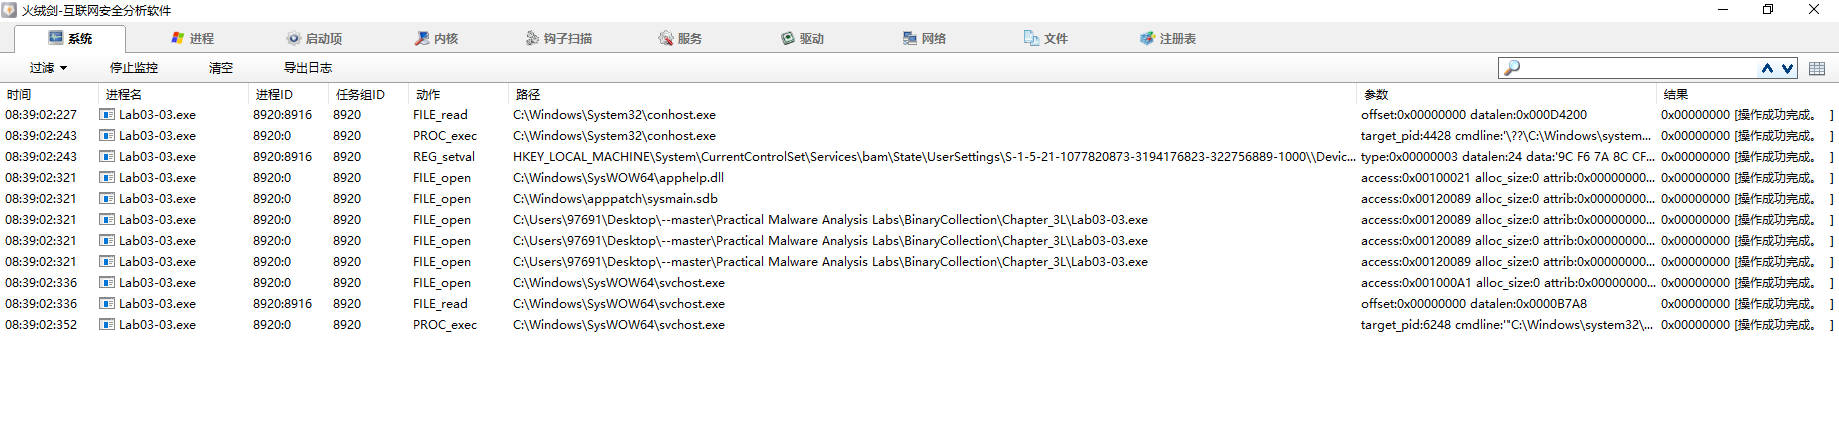 火绒剑-互联网安全分析软件
系统 进程 启动项 内核 钩子扫描 服务 驱动 网络 文件 注册表
过滤 停止监控 清空 导出日志
时间 进程名 进程ID 任务组ID 动作 路径 参数 结果
08:39:02:227 Lab03-03.exe 8920:8916 8920 FILE_read C:\Windows\System32\conhost.exe offset:0x00000000 datalen:0x000D4200 0x00000000 [操作成功完成。 ]
08:39:02:243 Lab03-03.exe 8920:0 8920 PROC_exec C:\Windows\System32\conhost.exe target_pid:4428 cmdline:'\??\C:\Windows\system... 0x00000000 [操作成功完成。 ]
08:39:02:243 Lab03-03.exe 8920:8916 8920 REG_setval HKEY_LOCAL_MACHINE\System\CurrentControlSet\Services\bam\State\UserSettings\S-1-5-21-1077820873-3194176823-322756889-1000\\Devic... type:0x00000003 datalen:24 data:'9C F6 7A 8C CF... 0x00000000 [操作成功完成。 ]
08:39:02:321 Lab03-03.exe 8920:0 8920 FILE_open C:\Windows\SysWOW64\apphelp.dll access:0x00100021 alloc_size:0 attrib:0x00000000... 0x00000000 [操作成功完成。 ]
08:39:02:321 Lab03-03.exe 8920:0 8920 FILE_open C:\Windows\apppatch\sysmain.sdb access:0x00120089 alloc_size:0 attrib:0x00000000... 0x00000000 [操作成功完成。 ]
08:39:02:321 Lab03-03.exe 8920:0 8920 FILE_open C:\Users\97691\Desktop\--master\Practical Malware Analysis Labs\BinaryCollection\Chapter_3L\Lab03-03.exe access:0x00120089 alloc_size:0 attrib:0x00000000... 0x00000000 [操作成功完成。 ]
08:39:02:321 Lab03-03.exe 8920:0 8920 FILE_open C:\Users\97691\Desktop\--master\Practical Malware Analysis Labs\BinaryCollection\Chapter_3L\Lab03-03.exe access:0x00120089 alloc_size:0 attrib:0x00000000... 0x00000000 [操作成功完成。 ]
08:39:02:321 Lab03-03.exe 8920:0 8920 FILE_open C:\Users\97691\Desktop\--master\Practical Malware Analysis Labs\BinaryCollection\Chapter_3L\Lab03-03.exe access:0x00120089 alloc_size:0 attrib:0x00000000... 0x00000000 [操作成功完成。 ]
08:39:02:336 Lab03-03.exe 8920:0 8920 FILE_open C:\Windows\SysWOW64\svchost.exe access:0x001000A1 alloc_size:0 attrib:0x00000000... 0x00000000 [操作成功完成。 ]
08:39:02:336 Lab03-03.exe 8920:8916 8920 FILE_read C:\Windows\SysWOW64\svchost.exe offset:0x00000000 datalen:0x0000B7A8 0x00000000 [操作成功完成。 ]
08:39:02:352 Lab03-03.exe 8920:0 8920 PROC_exec C:\Windows\SysWOW64\svchost.exe target_pid:6248 cmdline:'"C:\Windows\system32\... 0x00000000 [操作成功完成。 ]